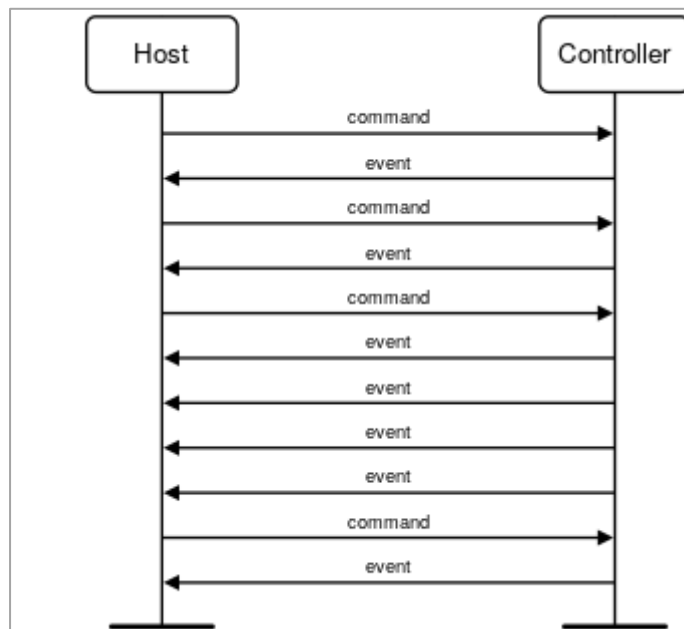 Host
Controller
command
event
command
event
command
event
event
event
event
command
event